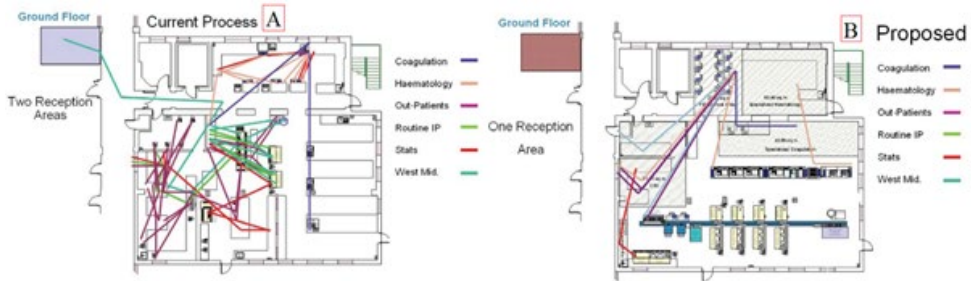 Ground Floor
Current Process
A
Coagulation
Haematology
Out-Patients
Routine IP
Stats
West Mid.
Two Reception
Areas
Ground Floor
B
Proposed
Coagulation
Haematology
Out-Patients
Routine IP
Stats
West Mid.
One Reception
Area